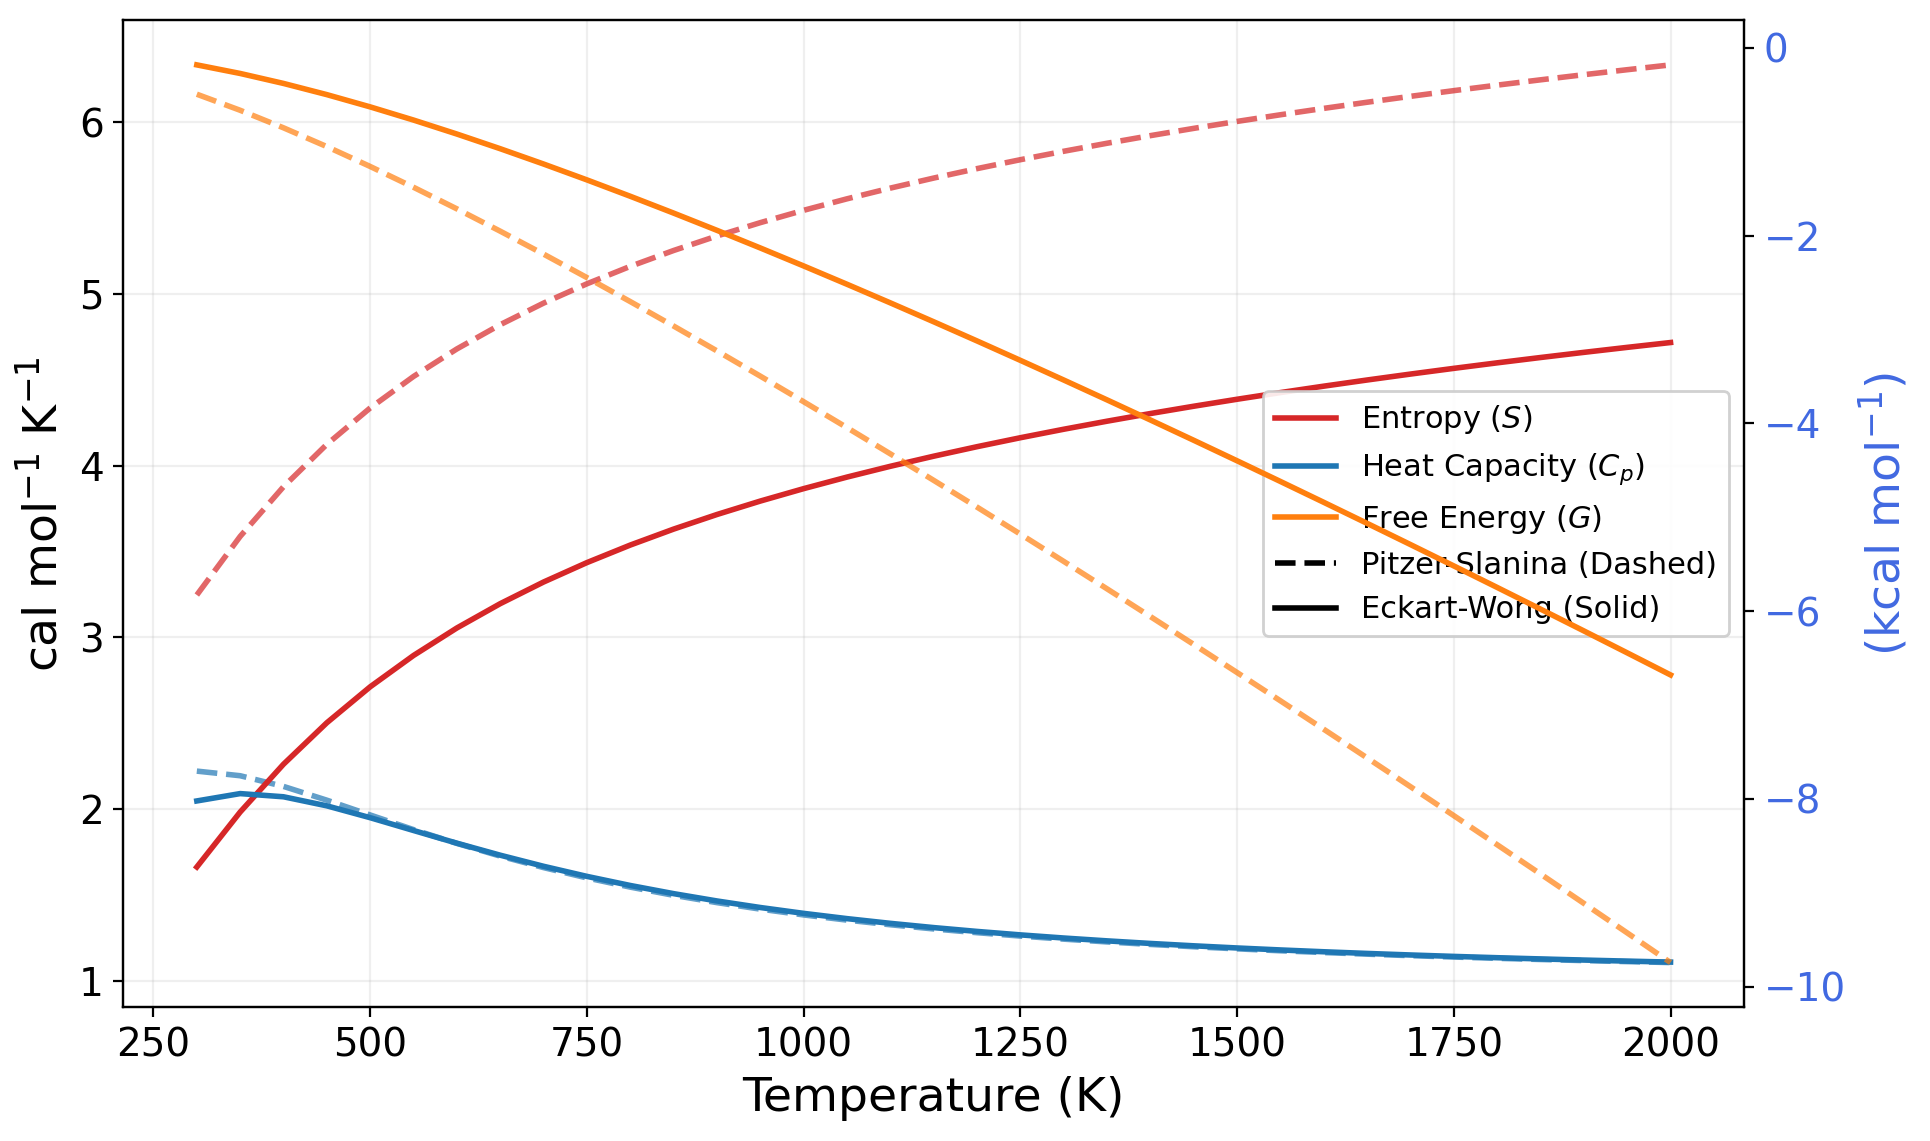 cal mol⁻¹ K⁻¹
6
5
4
3
2
1
0
−2
−4
−6
−8
−10
(kcal mol⁻¹)
Entropy (S)
Heat Capacity (Cₚ)
Free Energy (G)
Pitzer-Slanina (Dashed)
Eckart-Wong (Solid)
250 500 750 1000 1250 1500 1750 2000
Temperature (K)